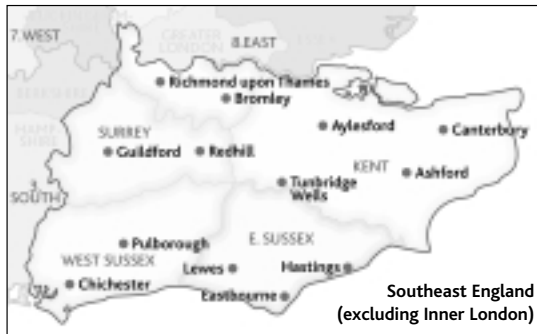 7.WEST
GREATER
LONDON
8.EAST
Richmond upon Thames
Bromley
Aylesford
Canterbury
SURREY
Guildford
Redhill
KENT
Ashford
Tunbridge
Wells
SOUTH
Pulborough
E. SUSSEX
WEST SUSSEX
Lewes
Hastings
Chichester
Eastbourne
Southeast England
(excluding Inner London)